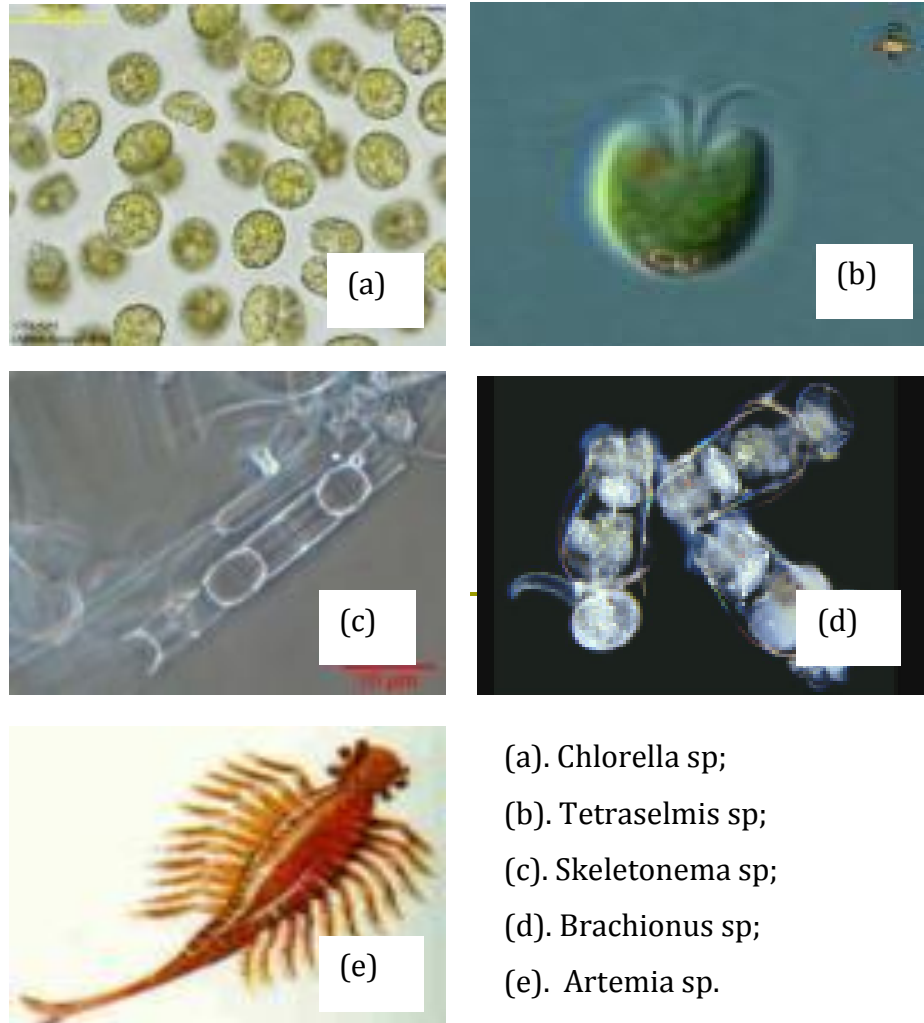 (a)
(b)
(c)
(d)
(e)
(a). Chlorella sp;
(b). Tetraselmis sp;
(c). Skeletonema sp;
(d). Brachionus sp;
(e). Artemia sp.